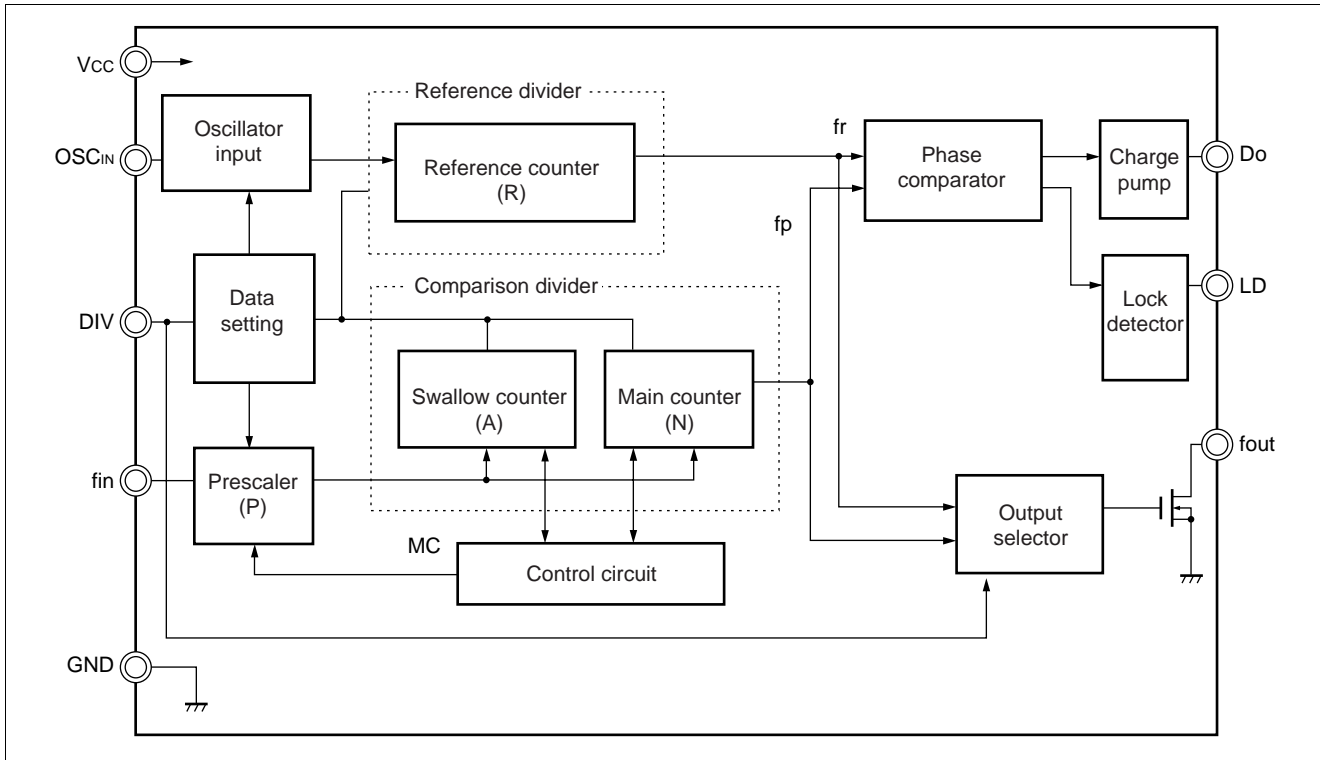 Vcc
OSCIN
DIV
fin
GND
Oscillator
input
Reference divider
Reference counter
(R)
Data
setting
Comparison divider
Swallow counter
(A)
Main counter
(N)
Prescaler
(P)
MC
Control circuit
fr
fp
Phase
comparator
Charge
pump
Lock
detector
Output
selector
Do
LD
fout